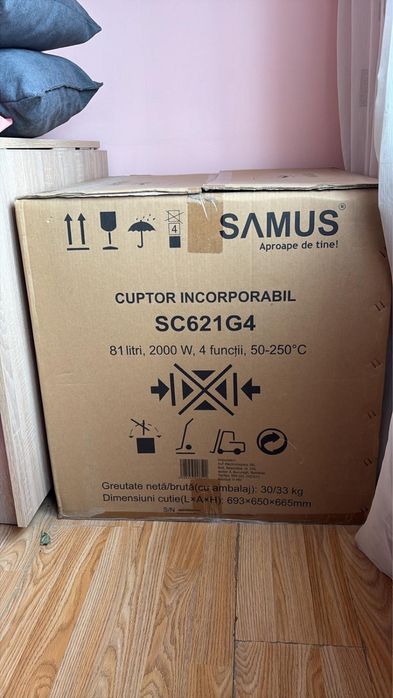 4
SAMUS®
Aproape de tine!
CUPTOR INCORPORABIL
SC621G4
81 litri, 2000 W, 4 funcții, 50-250°C
Greutate netă/brută(cu ambalaj): 30/33 kg
Dimensiuni cutie(L×A×H): 693×650×665mm
S/N